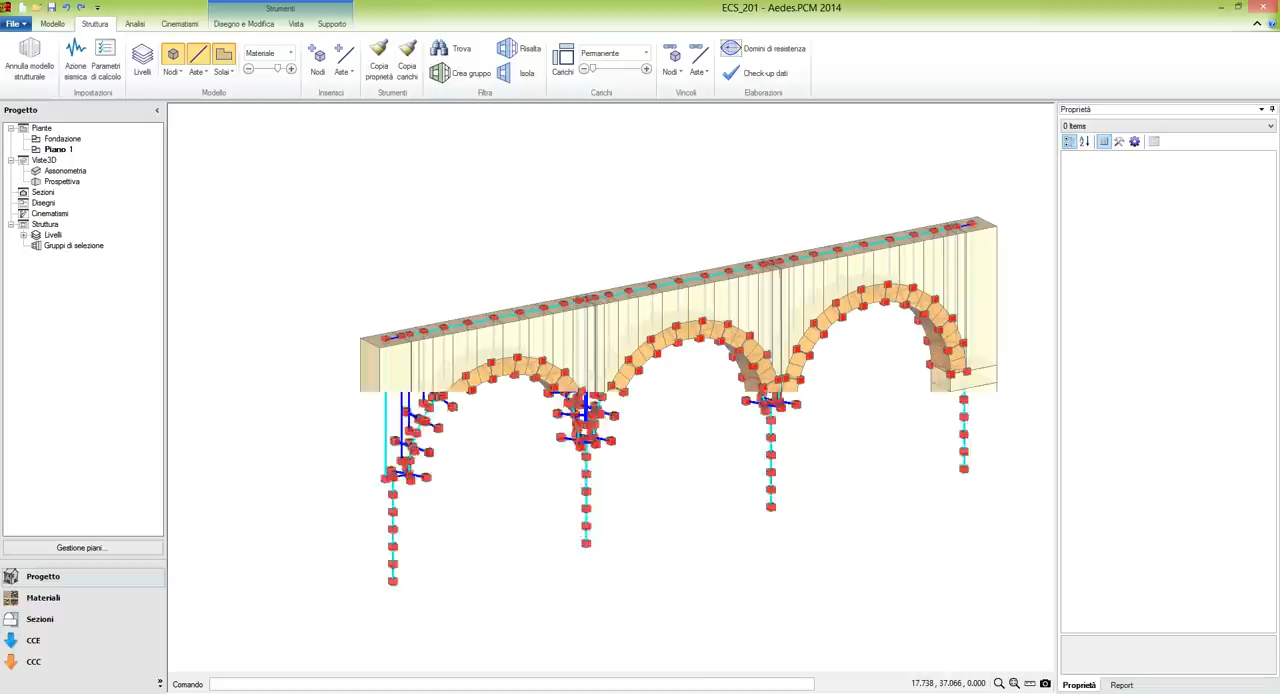 Strumenti
ECS_201 - Aedes.PCM 2014
File Modello Struttura Analisi Cinematismi Disegno e Modifica Vista Supporto
Annulla modello strutturale
Azione sismica
Parametri di calcolo
Impostazioni
Livelli
Nodi
Aste
Solai
Materiale
Modello
Nodi
Aste
Inserisci
Copia proprietà
Copia carichi
Strumenti
Trova
Crea gruppo
Risalta
Isola
Filtra
Carichi
Permanente
Carichi
Nodi
Aste
Vincoli
Domini di resistenza
Check-up dati
Elaborazioni
Progetto
Piante
Fondazione
Piano 1
Viste3D
Assonometria
Prospettiva
Sezioni
Disegni
Cinematismi
Struttura
Livelli
Gruppi di selezione
Gestione piani...
Progetto
Materiali
Sezioni
CCE
CCC
Proprietà
0 Items
Comando
17.738 , 37.066 , 0.000
Proprietà Report